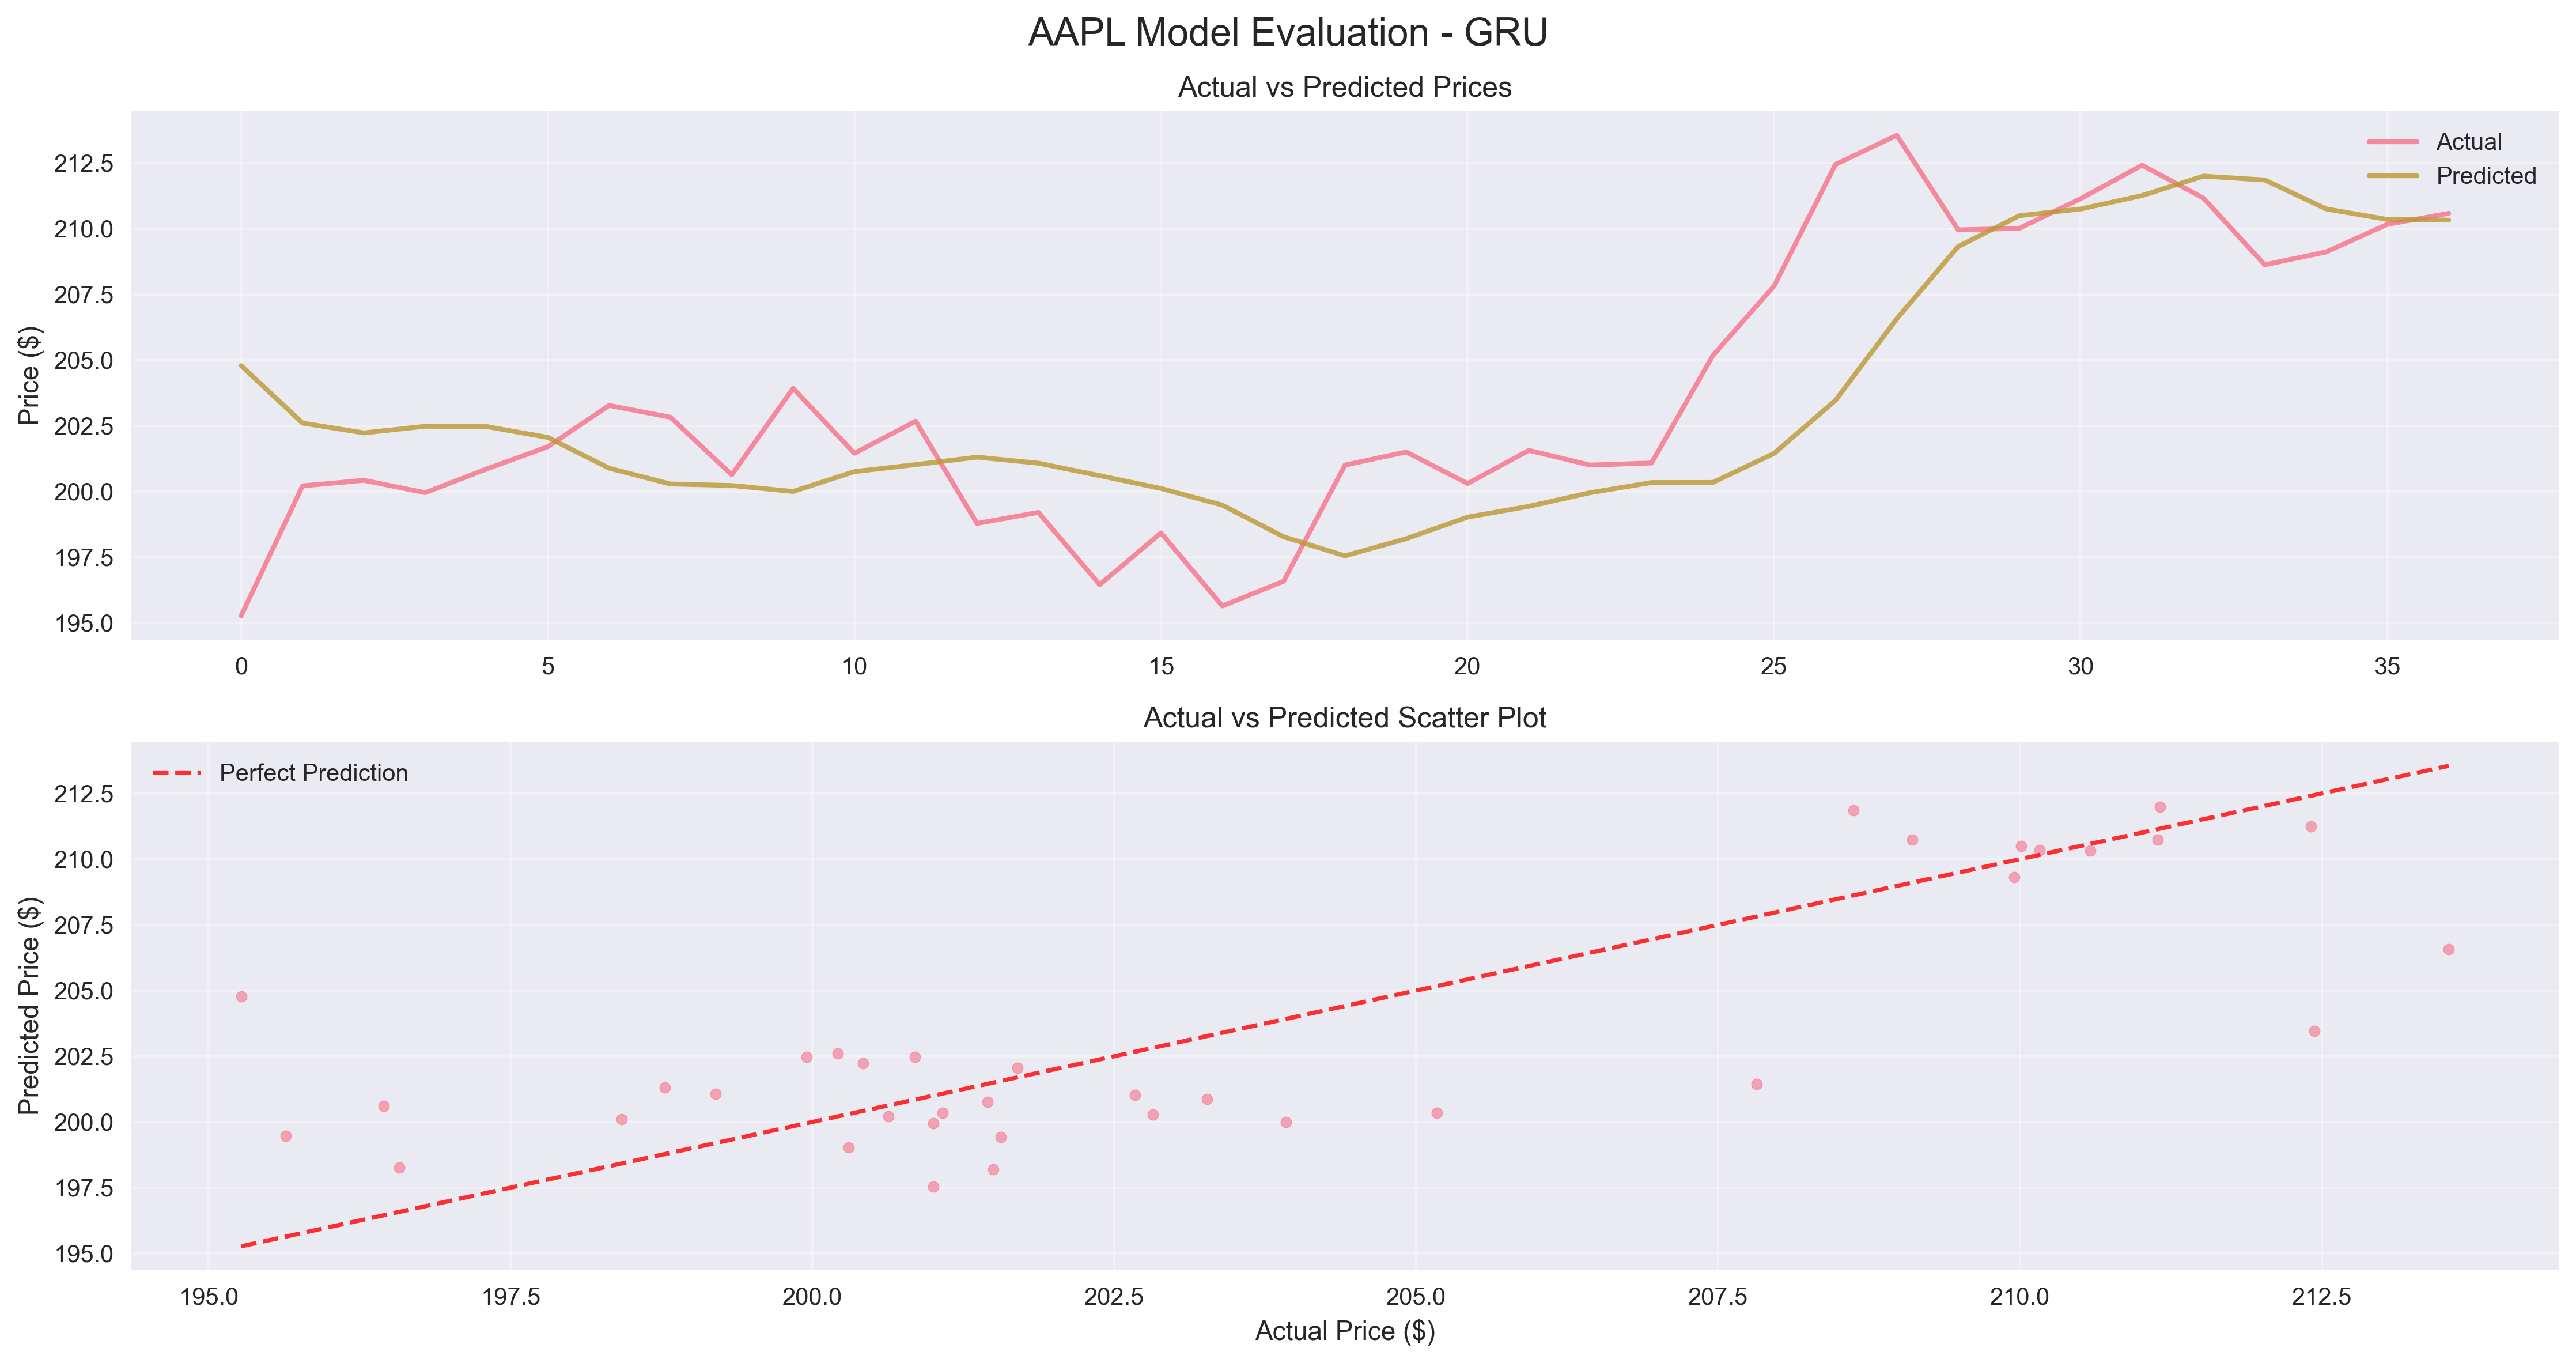 AAPL Model Evaluation - GRU
Actual vs Predicted Prices
Price ($)
212.5
210.0
207.5
205.0
202.5
200.0
197.5
195.0
Actual
Predicted
0 5 10 15 20 25 30 35
Actual vs Predicted Scatter Plot
Predicted Price ($)
212.5
210.0
207.5
205.0
202.5
200.0
197.5
195.0
Perfect Prediction
195.0 197.5 200.0 202.5 205.0 207.5 210.0 212.5
Actual Price ($)